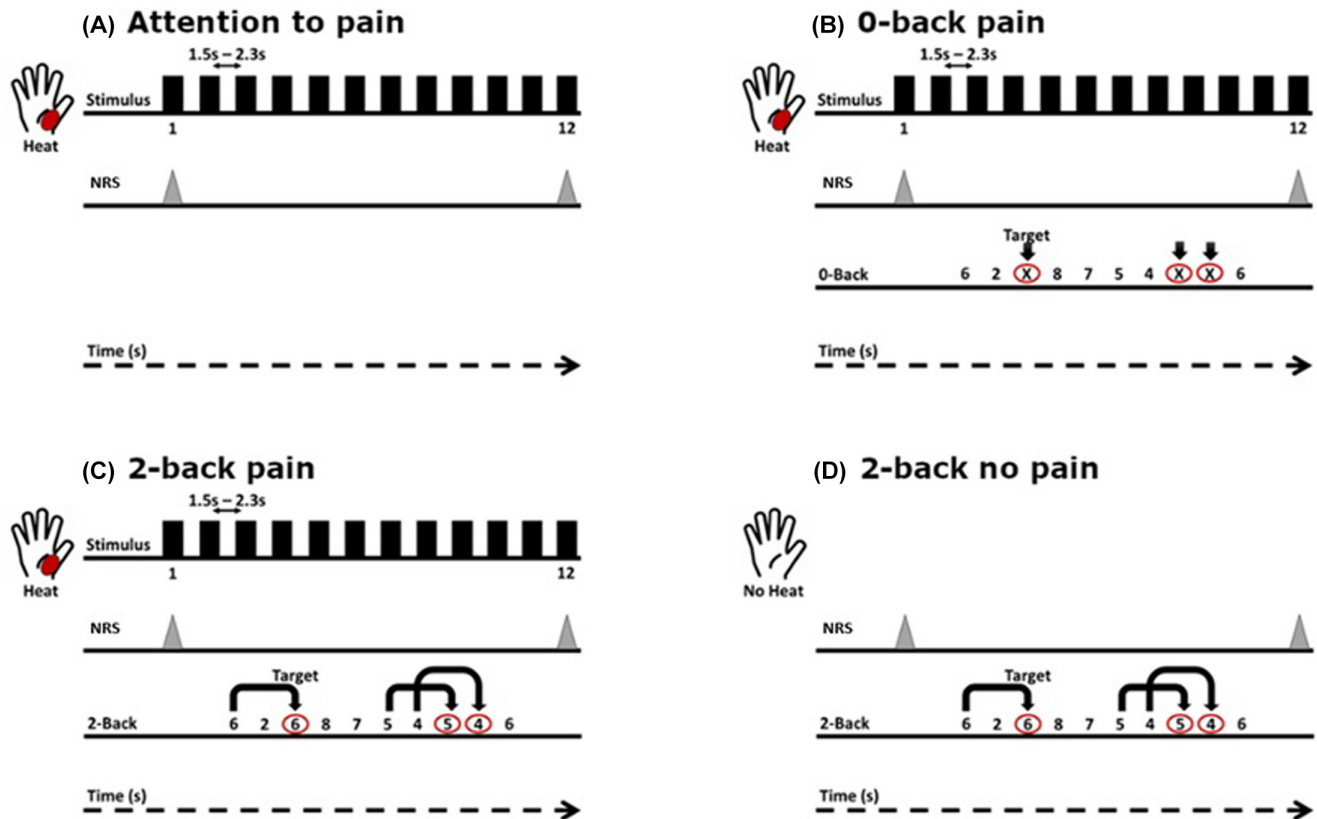 (A) Attention to pain
1.5s – 2.3s
Stimulus
1 12
Heat
NRS
Time (s)
(B) 0-back pain
1.5s – 2.3s
Stimulus
1 12
Heat
NRS
Target
0-Back 6 2 X 8 7 5 4 X X 6
Time (s)
(C) 2-back pain
1.5s – 2.3s
Stimulus
1 12
Heat
NRS
Target
2-Back 6 2 6 8 7 5 4 5 4 6
Time (s)
(D) 2-back no pain
No Heat
NRS
Target
2-Back 6 2 6 8 7 5 4 5 4 6
Time (s)